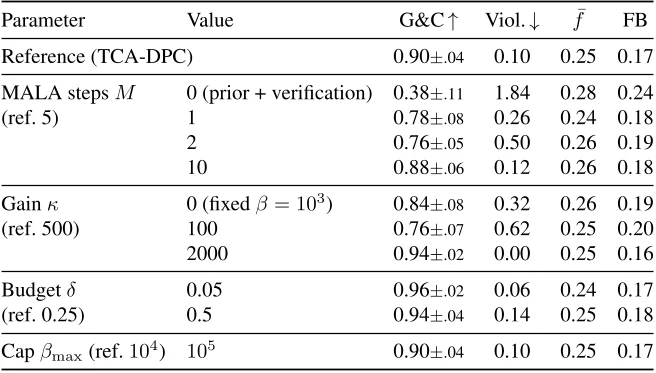 Parameter Value G&C↑ Viol.↓ f̄ FB
Reference (TCA-DPC) 0.90±.04 0.10 0.25 0.17
MALA steps M 0 (prior + verification) 0.38±.11 1.84 0.28 0.24
(ref. 5) 1 0.78±.08 0.26 0.24 0.18
2 0.76±.05 0.50 0.26 0.19
10 0.88±.06 0.12 0.26 0.18
Gain κ 0 (fixed β = 10³) 0.84±.08 0.32 0.26 0.19
(ref. 500) 100 0.76±.07 0.62 0.25 0.20
2000 0.94±.02 0.00 0.25 0.16
Budget δ 0.05 0.96±.02 0.06 0.24 0.17
(ref. 0.25) 0.5 0.94±.04 0.14 0.25 0.18
Cap βmax (ref. 10⁴) 10⁵ 0.90±.04 0.10 0.25 0.17